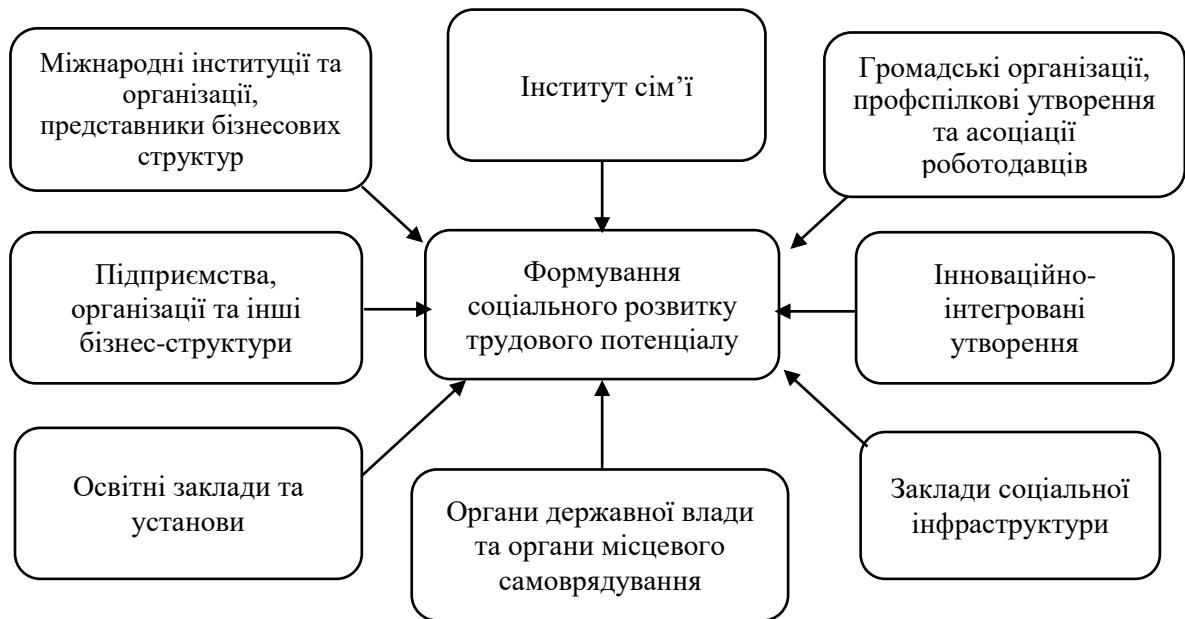 Міжнародні інституції та
організації,
представники бізнесових
структур
Інститут сім’ї
Громадські організації,
профспілкові утворення
та асоціації
роботодавців
Підприємства,
організації та інші
бізнес-структури
Формування
соціального розвитку
трудового потенціалу
Інноваційно-
інтегровані
утворення
Освітні заклади та
установи
Органи державної влади
та органи місцевого
самоврядування
Заклади соціальної
інфраструктури